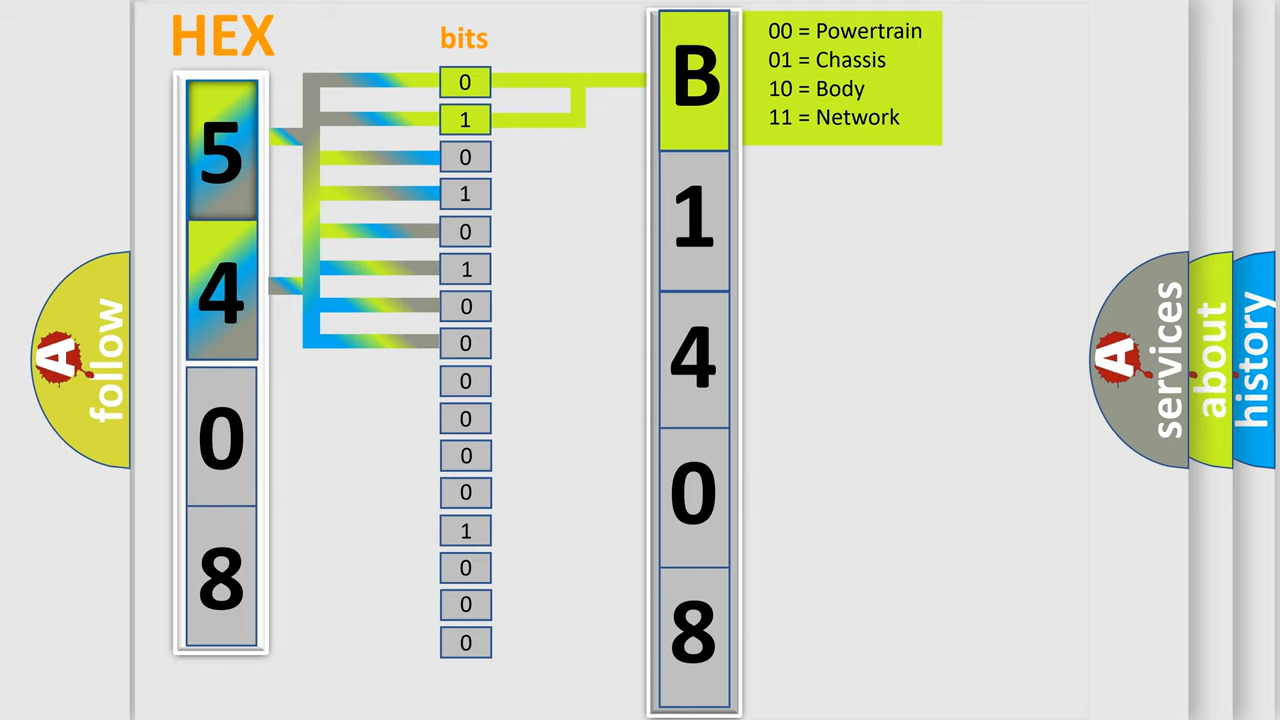 HEX
bits
5
4
0
8
0
1
0
1
0
1
0
0
0
0
0
0
1
0
0
0
B
1
4
0
8
00 = Powertrain
01 = Chassis
10 = Body
11 = Network
A
follow
A
services
about
history